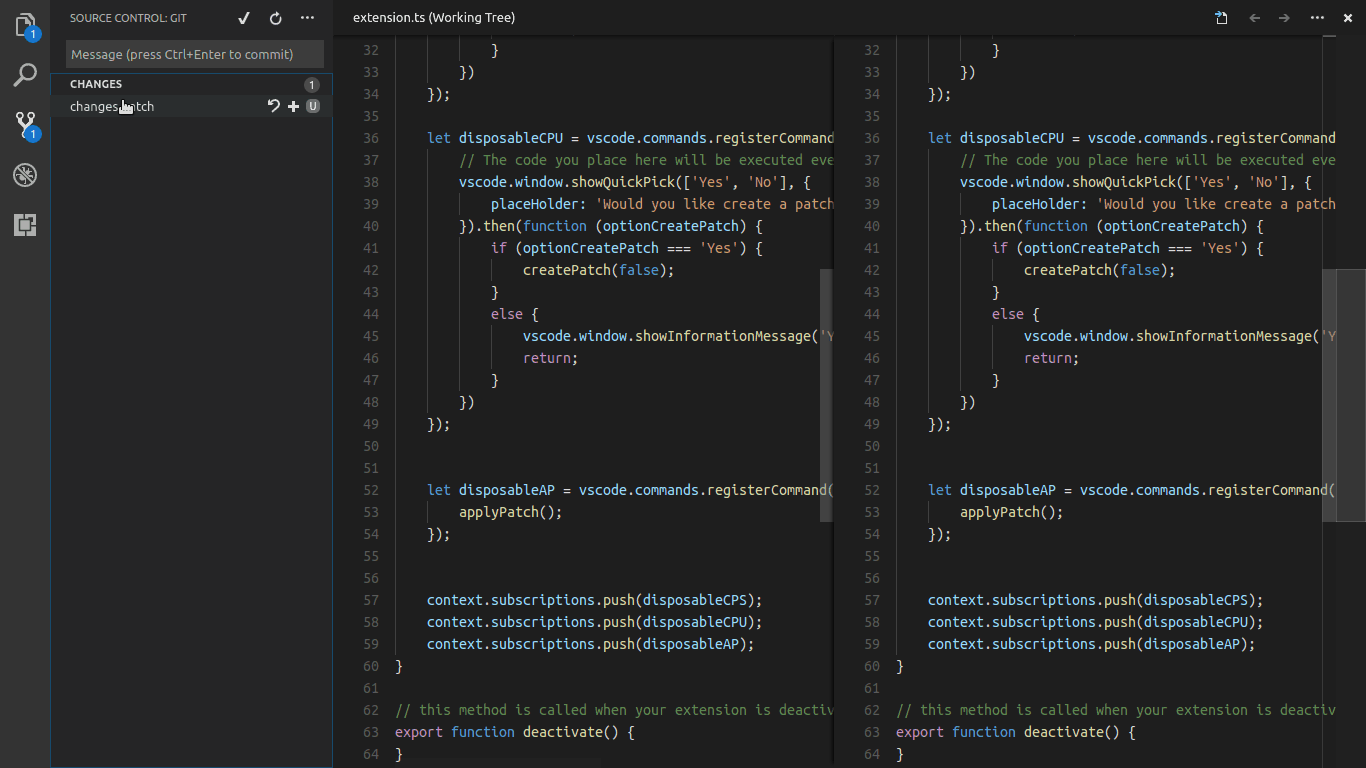 1
1
SOURCE CONTROL: GIT
Message (press Ctrl+Enter to commit)
CHANGES 1
changes.patch U
extension.ts (Working Tree)
32 }
33 })
34 });
35
36 let disposableCPU = vscode.commands.registerCommand
37 // The code you place here will be executed eve
38 vscode.window.showQuickPick(['Yes', 'No'], {
39 placeHolder: 'Would you like create a patch
40 }).then(function (optionCreatePatch) {
41 if (optionCreatePatch === 'Yes') {
42 createPatch(false);
43 }
44 else {
45 vscode.window.showInformationMessage('Y
46 return;
47 }
48 })
49 });
50
51
52 let disposableAP = vscode.commands.registerCommand(
53 applyPatch();
54 });
55
56
57 context.subscriptions.push(disposableCPS);
58 context.subscriptions.push(disposableCPU);
59 context.subscriptions.push(disposableAP);
60 }
61
62 // this method is called when your extension is deactiv
63 export function deactivate() {
64 }
32 }
33 })
34 });
35
36 let disposableCPU = vscode.commands.registerCommand
37 // The code you place here will be executed eve
38 vscode.window.showQuickPick(['Yes', 'No'], {
39 placeHolder: 'Would you like create a patch
40 }).then(function (optionCreatePatch) {
41 if (optionCreatePatch === 'Yes') {
42 createPatch(false);
43 }
44 else {
45 vscode.window.showInformationMessage('Y
46 return;
47 }
48 })
49 });
50
51
52 let disposableAP = vscode.commands.registerCommand(
53 applyPatch();
54 });
55
56
57 context.subscriptions.push(disposableCPS);
58 context.subscriptions.push(disposableCPU);
59 context.subscriptions.push(disposableAP);
60 }
61
62 // this method is called when your extension is deactiv
63 export function deactivate() {
64 }